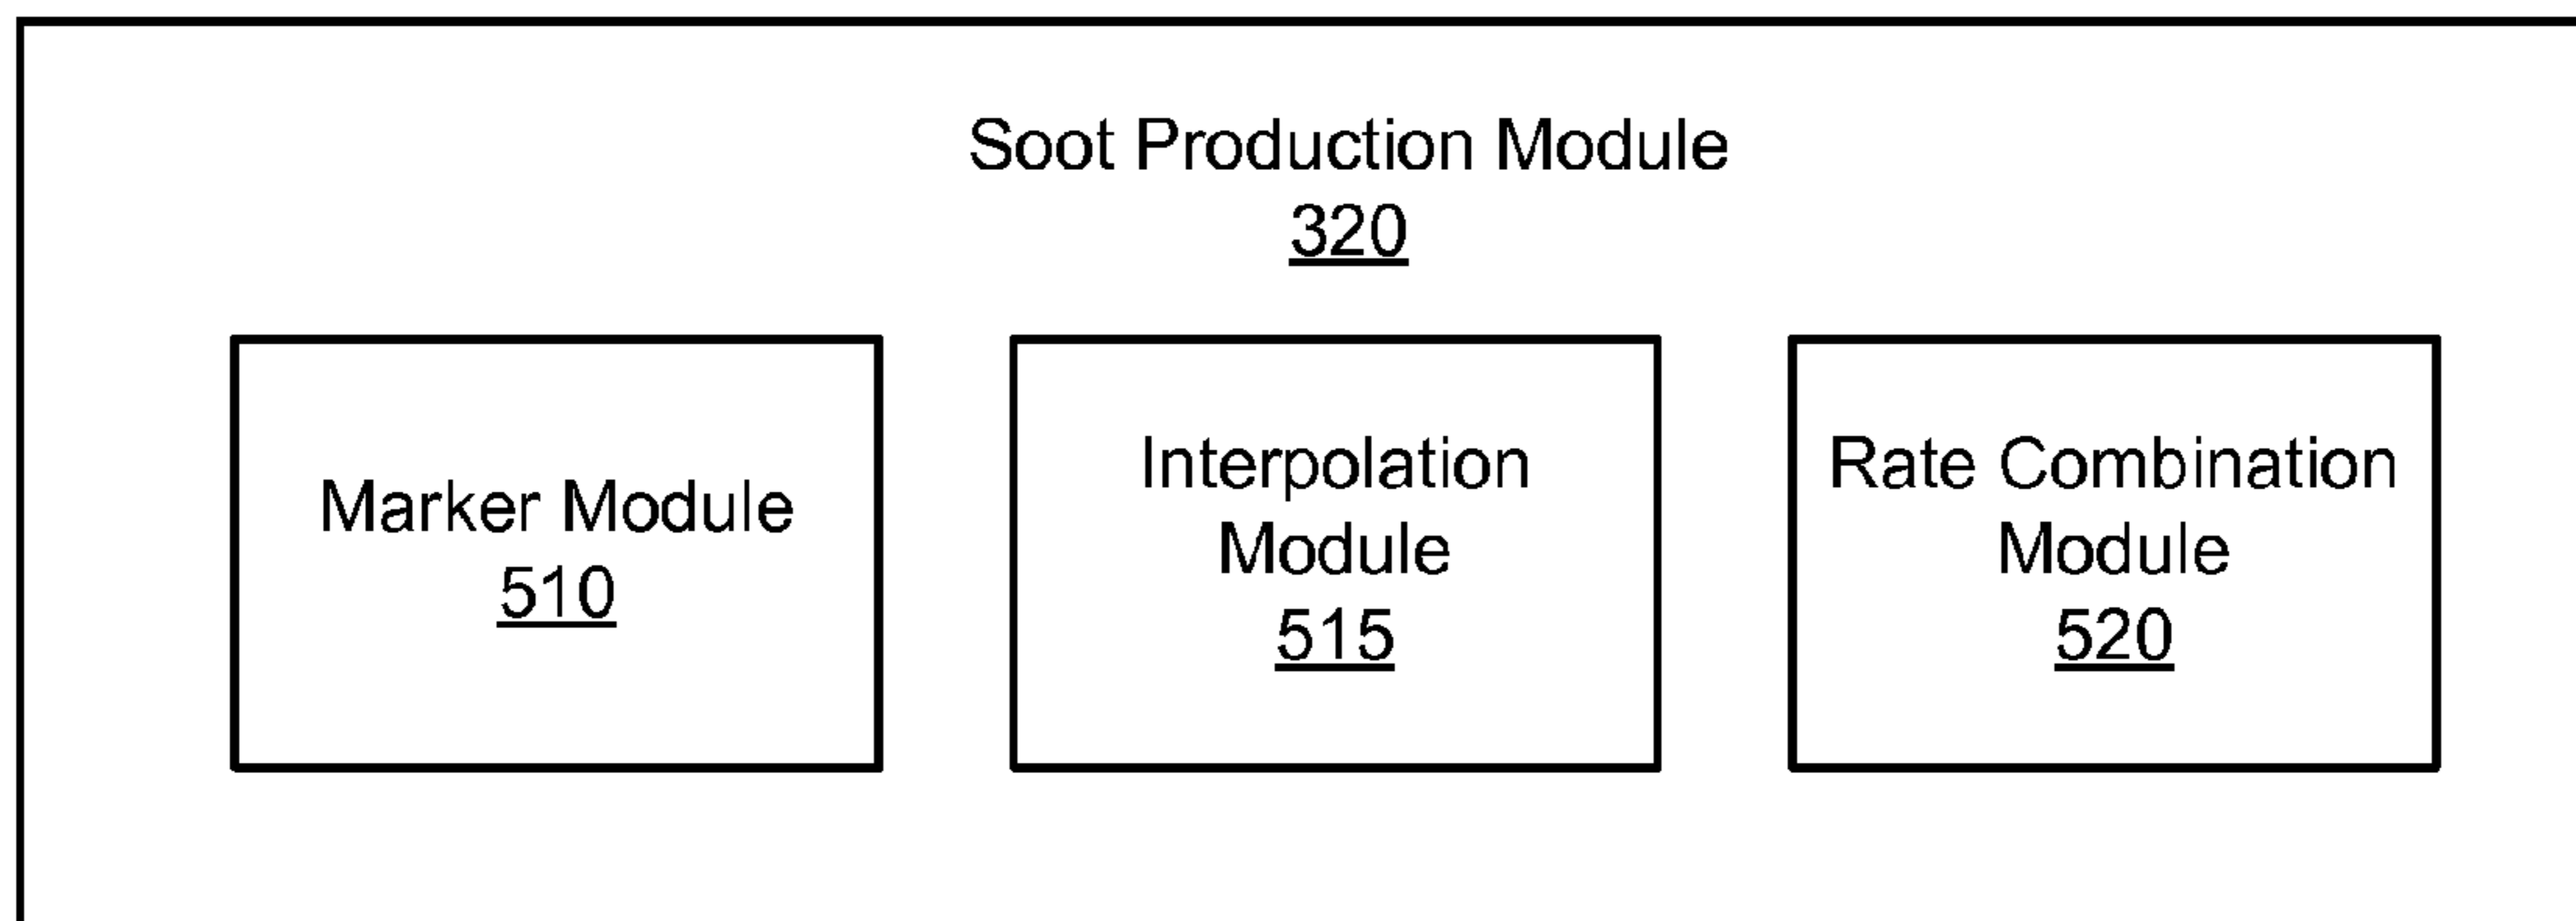 Soot Production Module
320
Marker Module
510
Interpolation
Module
515
Rate Combination
Module
520